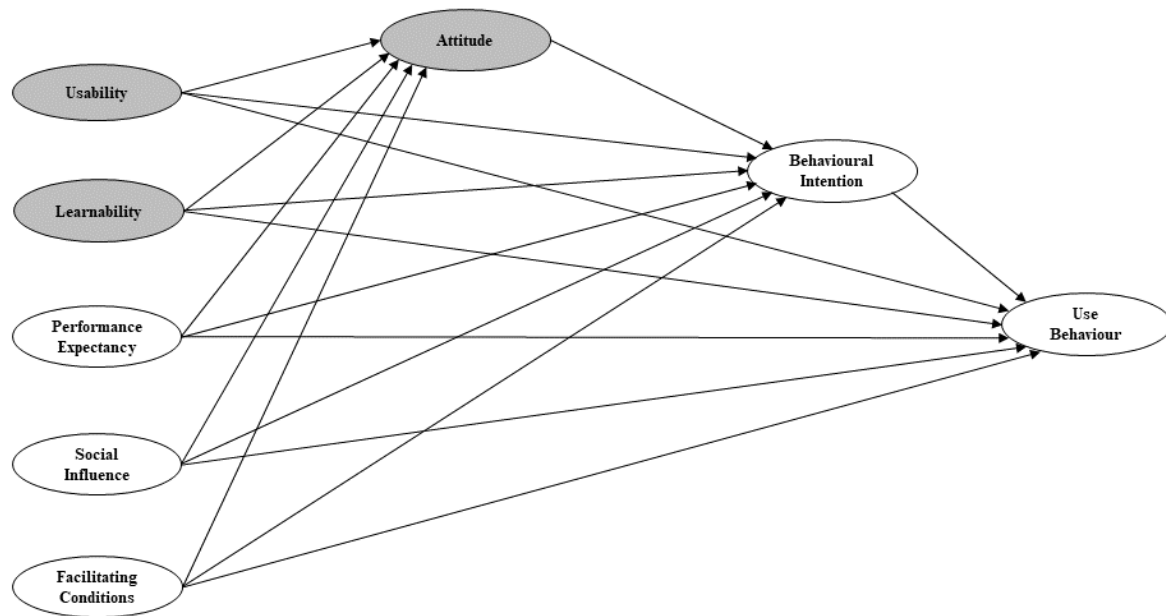 Attitude
Usability
Behavioural
Intention
Learnability
Performance
Expectancy
Use
Behaviour
Social
Influence
Facilitating
Conditions